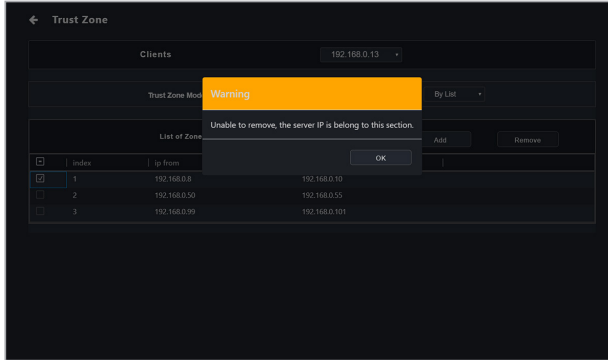 Trust Zone
Clients 192.168.0.13
Trust Zone Mod By List
Warning
Unable to remove, the server IP is belong to this section.
OK
List of Zone Add Remove
index ip from
1 192.168.0.8 192.168.0.10
2 192.168.0.50 192.168.0.55
3 192.168.0.99 192.168.0.101